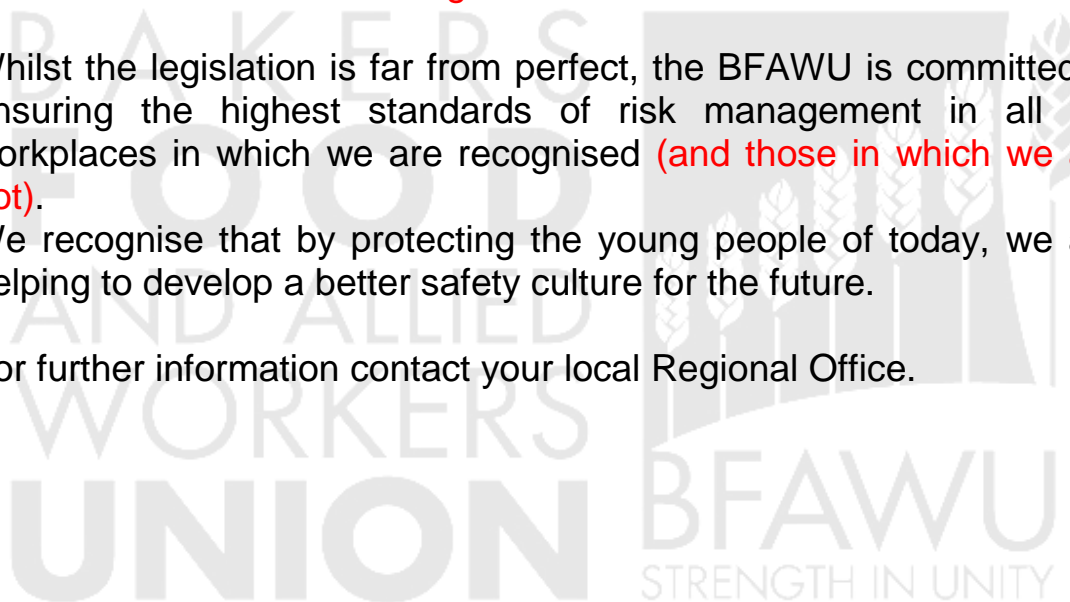 hilst the legislation is far from perfect, the BFAWU is committed
nsuring the highest standards of risk management in all
orkplaces in which we are recognised (and those in which we a
ot).
e recognise that by protecting the young people of today, we a
elping to develop a better safety culture for the future.
or further information contact your local Regional Office.
BAKERS
FOOD
AND ALLIED
WORKERS
UNION
BFAWU
STRENGTH IN UNITY